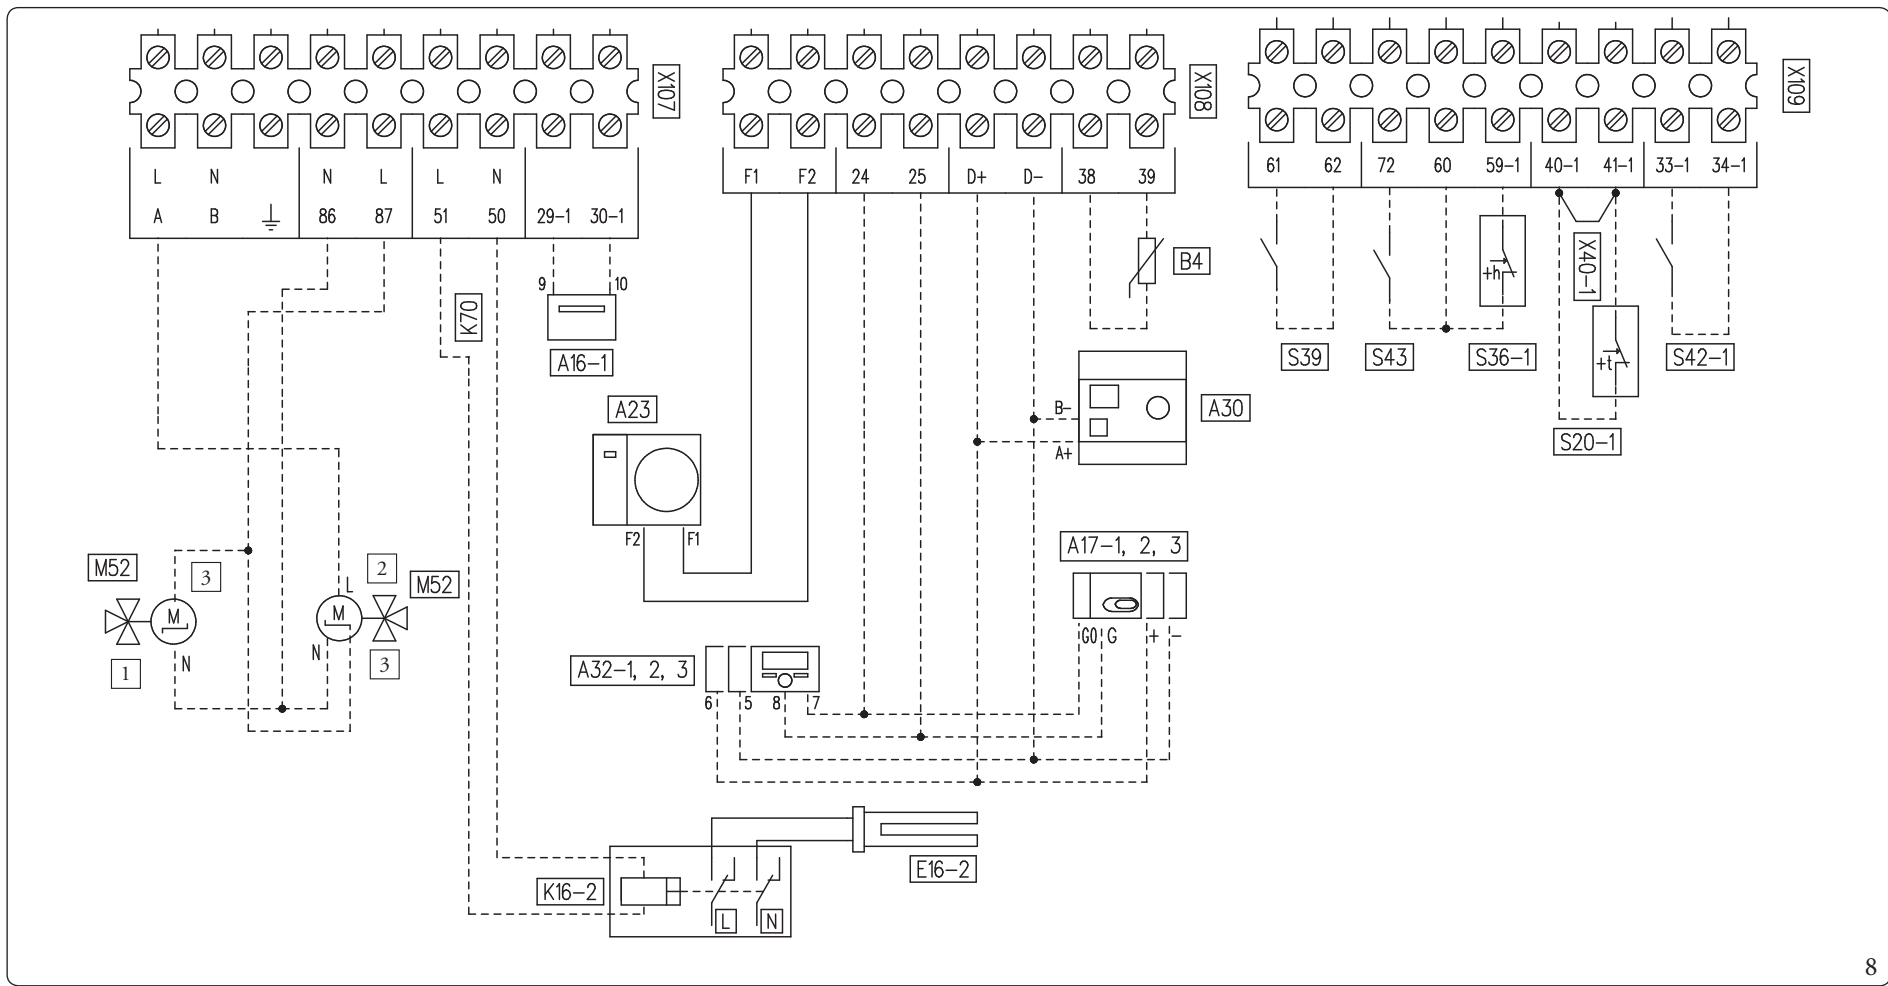 X107
X108
X109
L N N L L N
A B 86 87 51 50 29-1 30-1
F1 F2 24 25 D+ D- 38 39
61 62 72 60 59-1 40-1 41-1 33-1 34-1
K70
9 10
A16-1
B4
+h
X40-1
+t
S39
S43
S36-1
S42-1
S20-1
A23
F2 F1
B-
A+
A30
M52
3
M
N
1
L
2
M52
M
N
3
A17-1, 2, 3
G0 G + -
A32-1, 2, 3
6 5 8 7
E16-2
K16-2
L N
8